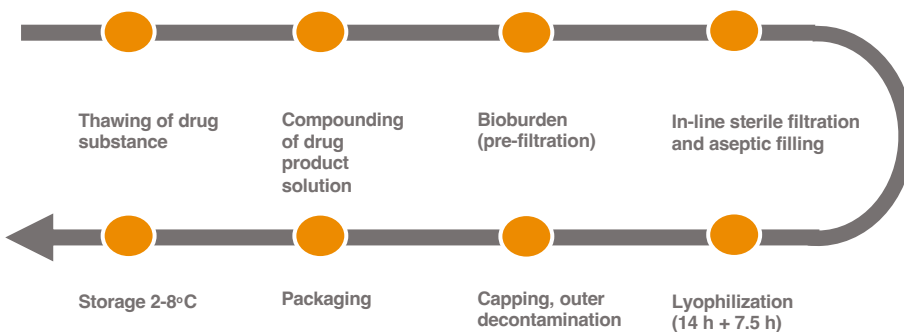 Thawing of drug
substance
Compounding
of drug
product
solution
Bioburden
(pre-filtration)
In-line sterile filtration
and aseptic filling
Storage 2-8°C
Packaging
Capping, outer
decontamination
Lyophilization
(14 h + 7.5 h)